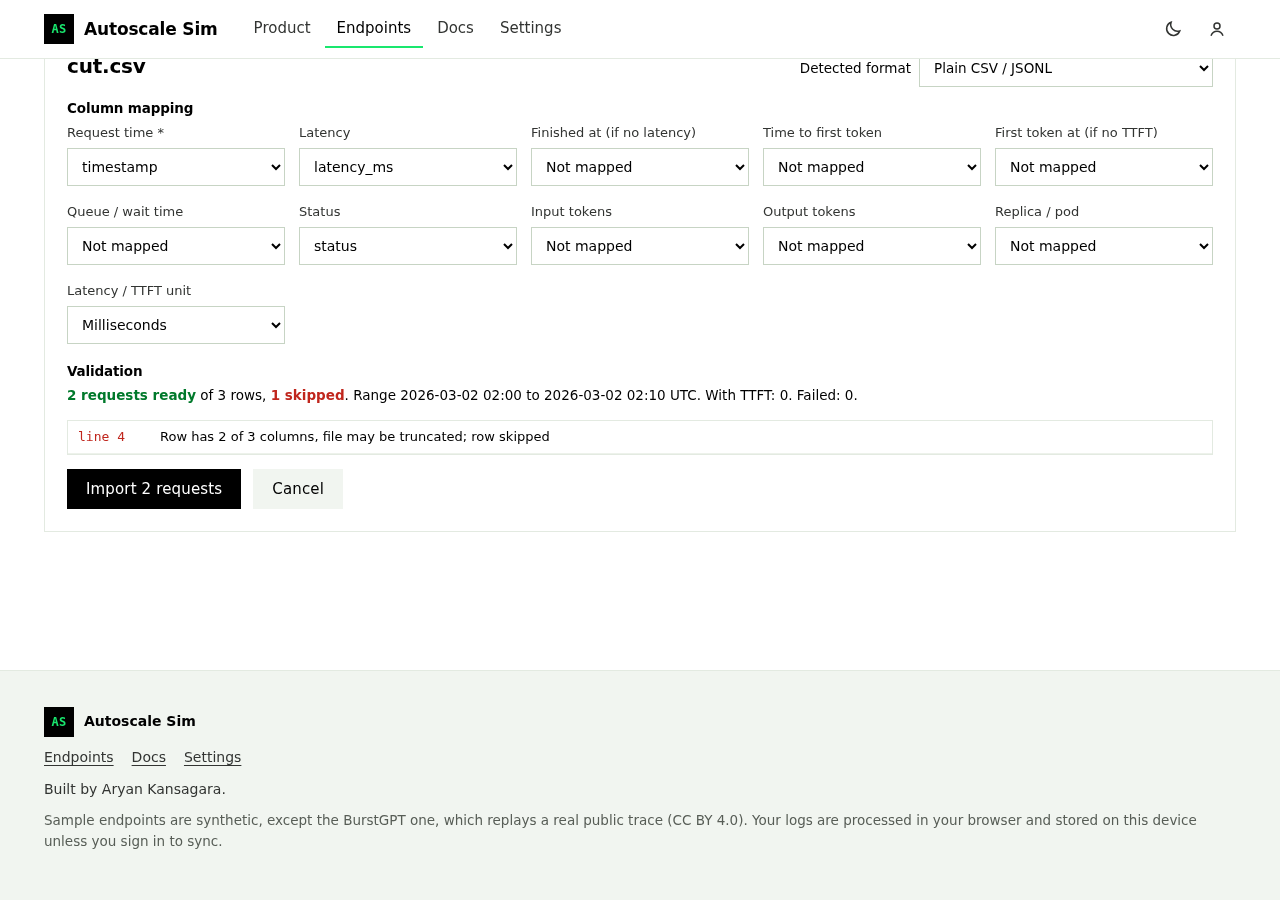 AS Autoscale Sim Product Endpoints Docs Settings
cut.csv Detected format Plain CSV / JSONL
Column mapping
Request time * Latency Finished at (if no latency) Time to first token First token at (if no TTFT)
timestamp latency_ms Not mapped Not mapped Not mapped
Queue / wait time Status Input tokens Output tokens Replica / pod
Not mapped status Not mapped Not mapped Not mapped
Latency / TTFT unit
Milliseconds
Validation
2 requests ready of 3 rows, 1 skipped. Range 2026-03-02 02:00 to 2026-03-02 02:10 UTC. With TTFT: 0. Failed: 0.
line 4 Row has 2 of 3 columns, file may be truncated; row skipped
Import 2 requests Cancel
AS Autoscale Sim
Endpoints Docs Settings
Built by Aryan Kansagara.
Sample endpoints are synthetic, except the BurstGPT one, which replays a real public trace (CC BY 4.0). Your logs are processed in your browser and stored on this device
unless you sign in to sync.